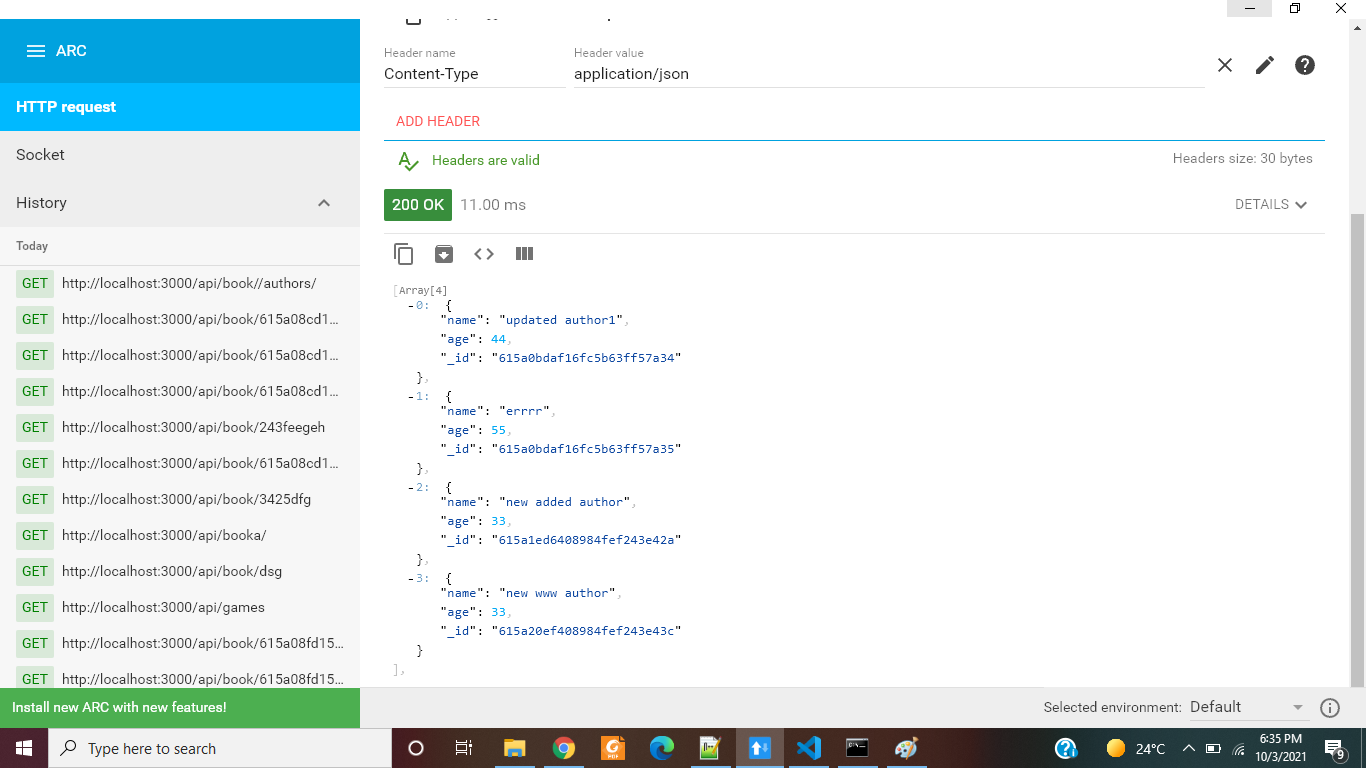 ARC
HTTP request
Socket
History
Today
GET http://localhost:3000/api/book//authors/
GET http://localhost:3000/api/book/615a08cd1...
GET http://localhost:3000/api/book/615a08cd1...
GET http://localhost:3000/api/book/615a08cd1...
GET http://localhost:3000/api/book/243feegeh
GET http://localhost:3000/api/book/615a08cd1...
GET http://localhost:3000/api/book/3425dfg
GET http://localhost:3000/api/booka/
GET http://localhost:3000/api/book/dsg
GET http://localhost:3000/api/games
GET http://localhost:3000/api/book/615a08fd15...
GET http://localhost:3000/api/book/615a08fd15...
Install new ARC with new features!
Header name Header value
Content-Type application/json
ADD HEADER
Headers are valid Headers size: 30 bytes
200 OK 11.00 ms DETAILS
[Array[4]
-0: {
"name": "updated author1",
"age": 44,
"_id": "615a0bdaf16fc5b63ff57a34"
},
-1: {
"name": "errrr",
"age": 55,
"_id": "615a0bdaf16fc5b63ff57a35"
},
-2: {
"name": "new added author",
"age": 33,
"_id": "615a1ed6408984fef243e42a"
},
-3: {
"name": "new www author",
"age": 33,
"_id": "615a20ef408984fef243e43c"
}
],
Selected environment: Default
Type here to search
24°C
6:35 PM
10/3/2021
9